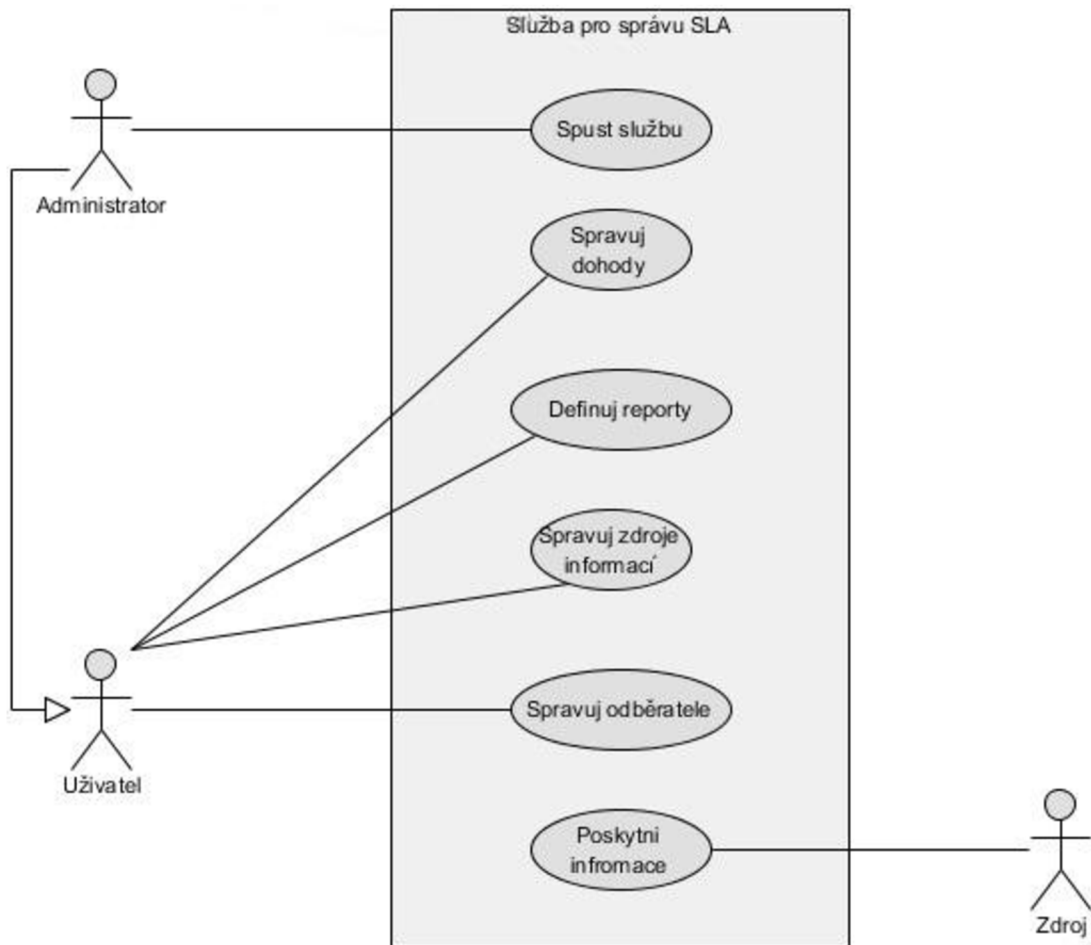 Služba pro správu SLA
Spust službu
Administrator
Spravuj
dohody
Definuj reporty
Spravuj zdroje
informací
Spravuj odběratele
Uživatel
Poskytni
infromace
Zdroj